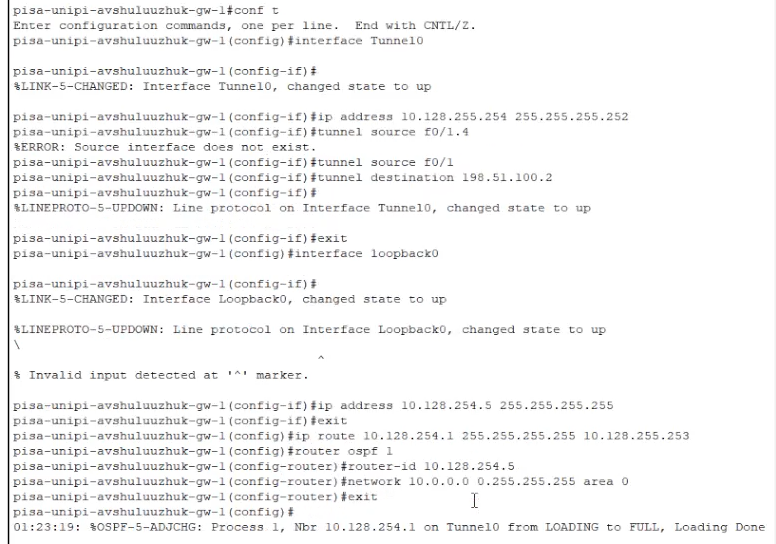 pisa-unipi-avshuluuzhuk-gw-1#conf t
Enter configuration commands, one per line.  End with CNTL/Z.
pisa-unipi-avshuluuzhuk-gw-1(config)#interface Tunnel0
pisa-unipi-avshuluuzhuk-gw-1(config-if)#
%LINK-5-CHANGED: Interface Tunnel0, changed state to up
pisa-unipi-avshuluuzhuk-gw-1(config-if)#ip address 10.128.255.254 255.255.255.252
pisa-unipi-avshuluuzhuk-gw-1(config-if)#tunnel source f0/1.4
%ERROR: Source interface does not exist.
pisa-unipi-avshuluuzhuk-gw-1(config-if)#tunnel source f0/1
pisa-unipi-avshuluuzhuk-gw-1(config-if)#tunnel destination 198.51.100.2
pisa-unipi-avshuluuzhuk-gw-1(config-if)#
%LINEPROTO-5-UPDOWN: Line protocol on Interface Tunnel0, changed state to up
pisa-unipi-avshuluuzhuk-gw-1(config-if)#exit
pisa-unipi-avshuluuzhuk-gw-1(config)#interface loopback0
pisa-unipi-avshuluuzhuk-gw-1(config-if)#
%LINK-5-CHANGED: Interface Loopback0, changed state to up
%LINEPROTO-5-UPDOWN: Line protocol on Interface Loopback0, changed state to up
\
^
% Invalid input detected at '^' marker.
pisa-unipi-avshuluuzhuk-gw-1(config-if)#ip address 10.128.254.5 255.255.255.255
pisa-unipi-avshuluuzhuk-gw-1(config-if)#exit
pisa-unipi-avshuluuzhuk-gw-1(config)#ip route 10.128.254.1 255.255.255.255 10.128.255.253
pisa-unipi-avshuluuzhuk-gw-1(config)#router ospf 1
pisa-unipi-avshuluuzhuk-gw-1(config-router)#router-id 10.128.254.5
pisa-unipi-avshuluuzhuk-gw-1(config-router)#network 10.0.0.0 0.255.255.255 area 0
pisa-unipi-avshuluuzhuk-gw-1(config-router)#exit
pisa-unipi-avshuluuzhuk-gw-1(config)#
01:23:19: %OSPF-5-ADJCHG: Process 1, Nbr 10.128.254.1 on Tunnel0 from LOADING to FULL, Loading Done